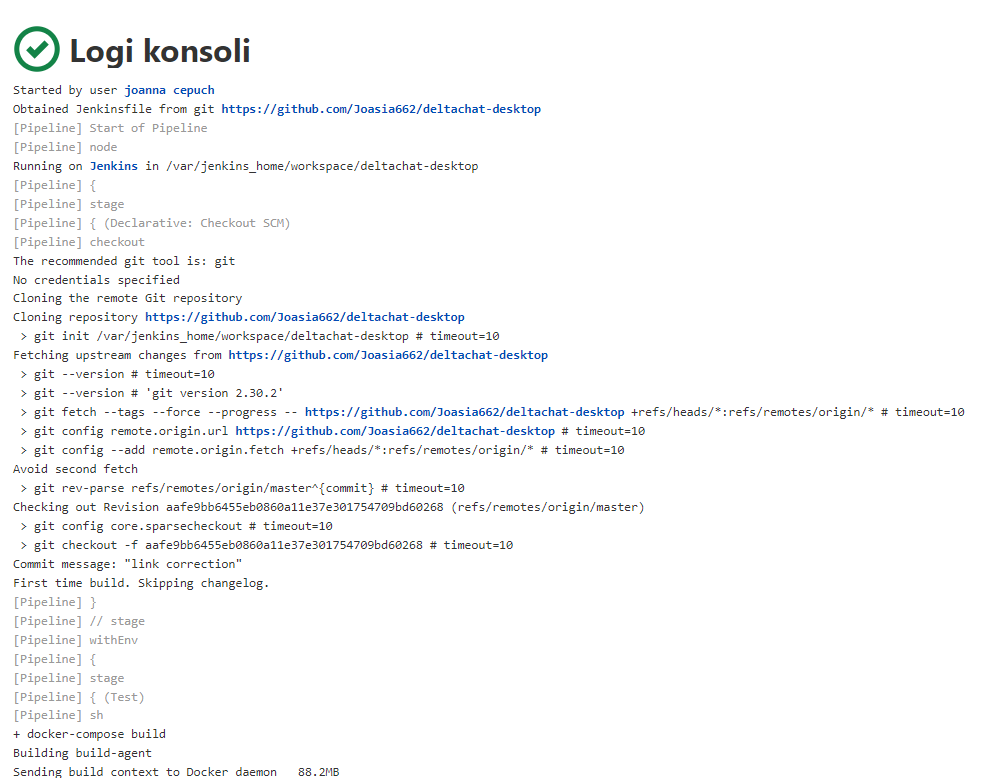 Logi konsoli
Started by user joanna cepuch
Obtained Jenkinsfile from git https://github.com/Joasia662/deltachat-desktop
[Pipeline] Start of Pipeline
[Pipeline] node
Running on Jenkins in /var/jenkins_home/workspace/deltachat-desktop
[Pipeline] {
[Pipeline] stage
[Pipeline] { (Declarative: Checkout SCM)
[Pipeline] checkout
The recommended git tool is: git
No credentials specified
Cloning the remote Git repository
Cloning repository https://github.com/Joasia662/deltachat-desktop
 > git init /var/jenkins_home/workspace/deltachat-desktop # timeout=10
Fetching upstream changes from https://github.com/Joasia662/deltachat-desktop
 > git --version # timeout=10
 > git --version # 'git version 2.30.2'
 > git fetch --tags --force --progress -- https://github.com/Joasia662/deltachat-desktop +refs/heads/*:refs/remotes/origin/* # timeout=10
 > git config remote.origin.url https://github.com/Joasia662/deltachat-desktop # timeout=10
 > git config --add remote.origin.fetch +refs/heads/*:refs/remotes/origin/* # timeout=10
Avoid second fetch
 > git rev-parse refs/remotes/origin/master^{commit} # timeout=10
Checking out Revision aafe9bb6455eb0860a11e37e301754709bd60268 (refs/remotes/origin/master)
 > git config core.sparsecheckout # timeout=10
 > git checkout -f aafe9bb6455eb0860a11e37e301754709bd60268 # timeout=10
Commit message: "link correction"
First time build. Skipping changelog.
[Pipeline] }
[Pipeline] // stage
[Pipeline] withEnv
[Pipeline] {
[Pipeline] stage
[Pipeline] { (Test)
[Pipeline] sh
+ docker-compose build
Building build-agent
Sending build context to Docker daemon   88.2MB